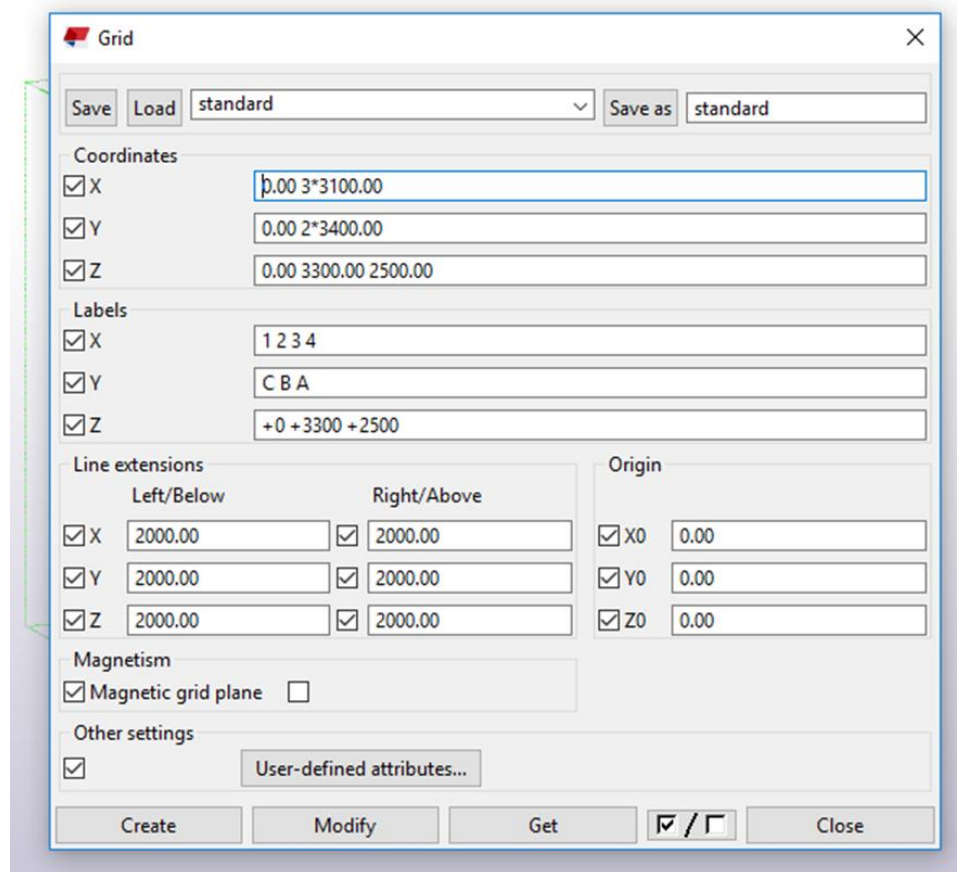 Grid
Save Load standard Save as standard
Coordinates
X 0.00 3*3100.00
Y 0.00 2*3400.00
Z 0.00 3300.00 2500.00
Labels
X 1 2 3 4
Y C B A
Z +0 +3300 +2500
Line extensions Origin
Left/Below Right/Above
X 2000.00 2000.00 X0 0.00
Y 2000.00 2000.00 Y0 0.00
Z 2000.00 2000.00 Z0 0.00
Magnetism
Magnetic grid plane
Other settings
User-defined attributes...
Create Modify Get / Close